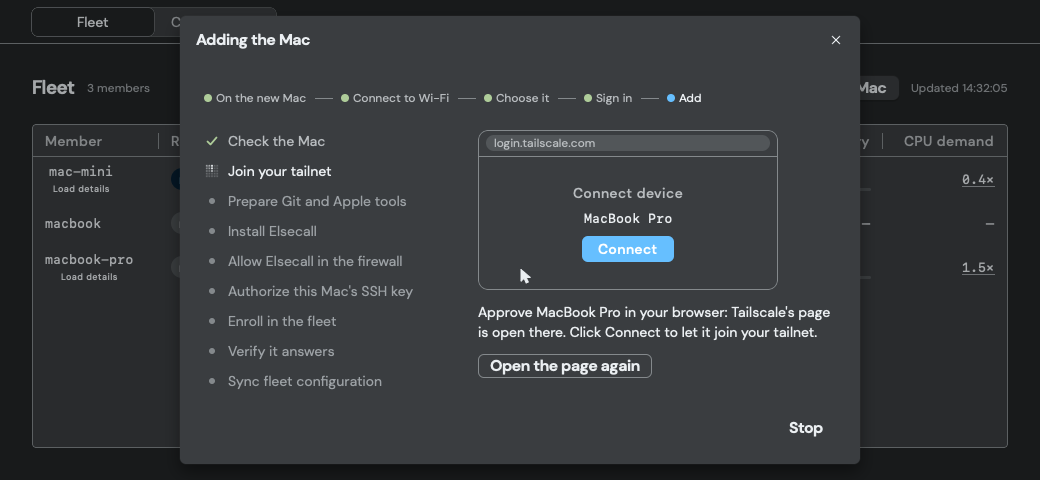 Fleet
Adding the Mac
Fleet
3 members
Mac
Updated 14:32:05
On the new Mac
Connect to Wi-Fi
Choose it
Sign in
Add
Member
CPU demand
mac-mini
Load details
0.4×
macbook
–
–
macbook-pro
Load details
1.5×
Check the Mac
Join your tailnet
Prepare Git and Apple tools
Install Elsecall
Allow Elsecall in the firewall
Authorize this Mac's SSH key
Enroll in the fleet
Verify it answers
Sync fleet configuration
login.tailscale.com
Connect device
MacBook Pro
Connect
Approve MacBook Pro in your browser: Tailscale's page
is open there. Click Connect to let it join your tailnet.
Open the page again
Stop